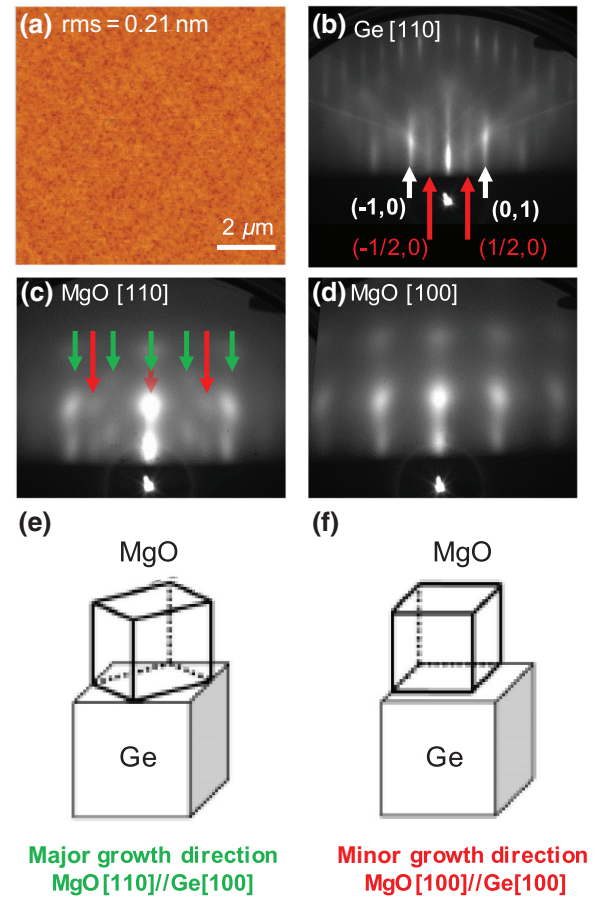 (a) rms = 0.21 nm
2 µm
(b) Ge [110]
(-1,0)
(0,1)
(-1/2,0)
(1/2,0)
(c) MgO [110]
(d) MgO [100]
(e)
MgO
Ge
Major growth direction
MgO[110]//Ge[100]
(f)
MgO
Ge
Minor growth direction
MgO[100]//Ge[100]